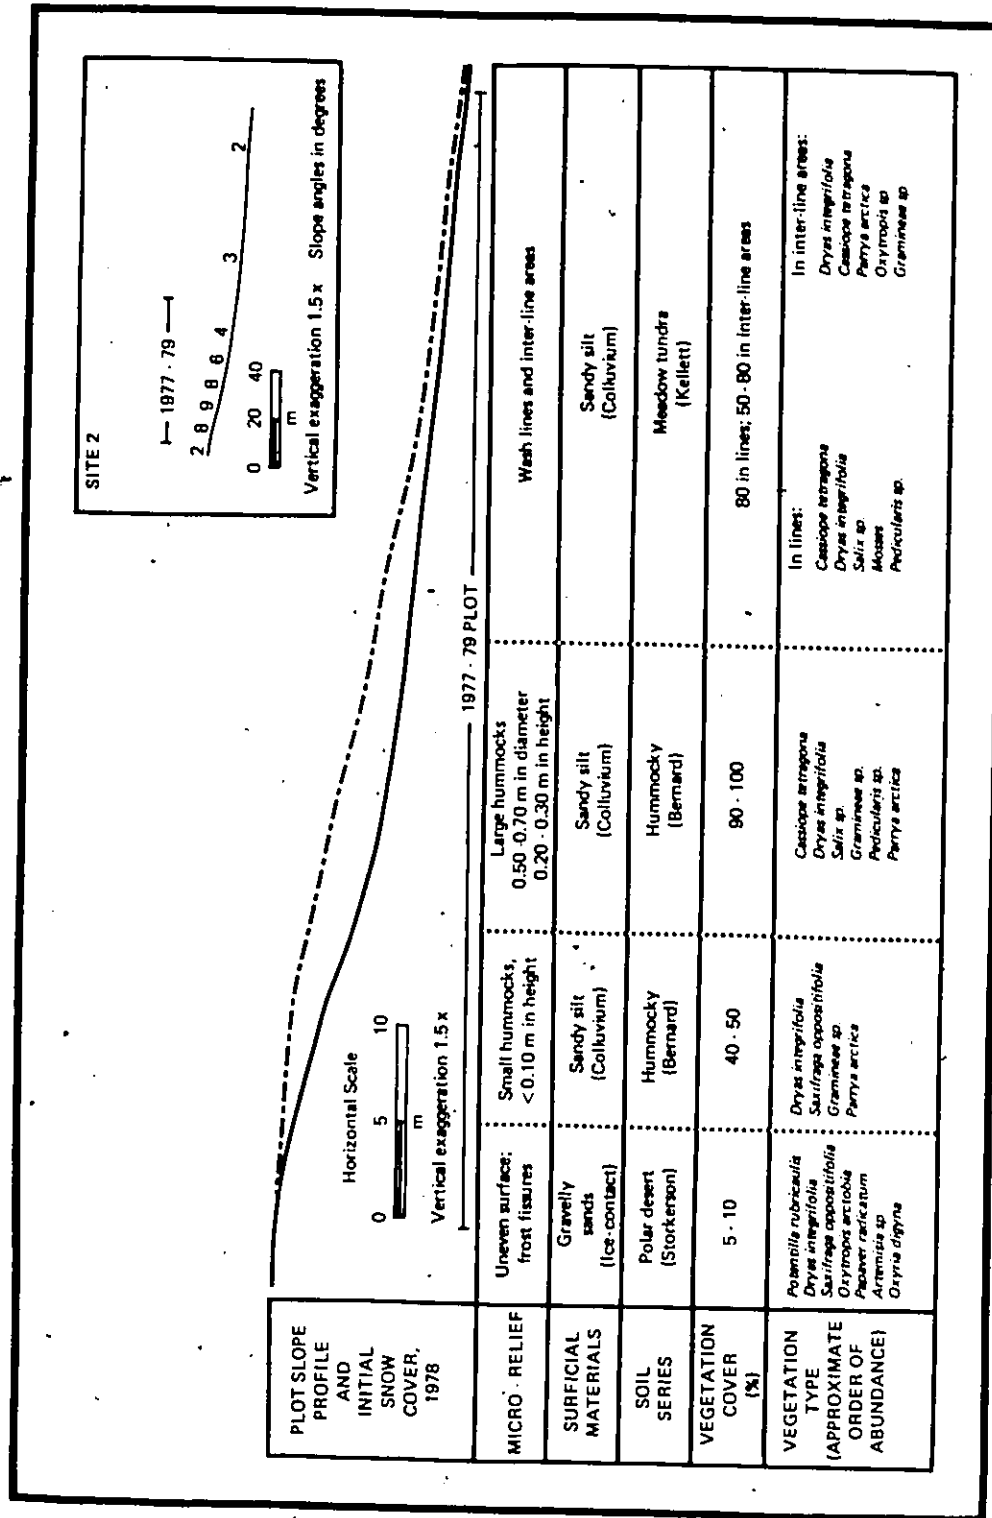 SITE 2
1977 - 79
2 8 9 8 6 4 3 2
0 20 40
m
Vertical exaggeration 1.5 x Slope angles in degrees
PLOT SLOPE
PROFILE
AND
INITIAL
SNOW
COVER,
1978
Horizontal Scale
0 5 10
m
Vertical exaggeration 1.5 x
1977 - 79 PLOT
MICRO - RELIEF
Uneven surface:
frost fissures
Small hummocks,
< 0.10 m in height
Large hummocks
0.50 -0.70 m in diameter
0.20 - 0.30 m in height
Wash lines and inter-line areas
SURFICIAL
MATERIALS
Gravelly
sands
(Ice-contact)
Sandy silt
(Colluvium)
Sandy silt
(Colluvium)
Sandy silt
(Colluvium)
SOIL
SERIES
Polar desert
(Storkerson)
Hummocky
(Bernard)
Hummocky
(Bernard)
Meadow tundra
(Kellett)
VEGETATION
COVER
(%)
5 - 10
40 - 50
90 - 100
80 in lines; 50 - 80 in inter-line areas
VEGETATION
TYPE
(APPROXIMATE
ORDER OF
ABUNDANCE)
Potentilla rubricaulis
Dryas integrifolia
Saxifraga oppositifolia
Oxytropis arctobia
Papaver radicatum
Artemisia sp
Oxyria digyna
Dryas integrifolia
Saxifraga oppositifolia
Gramineae sp.
Parrya arctica
Cassiope tetragona
Dryas integrifolia
Salix sp.
Gramineae sp.
Pedicularis sp.
Parrya arctica
In lines:
Cassiope tetragona
Dryas integrifolia
Salix sp.
Mosses
Pedicularis sp.
In inter-line areas:
Dryas integrifolia
Cassiope tetragona
Parrya arctica
Oxytropis sp
Gramineae sp